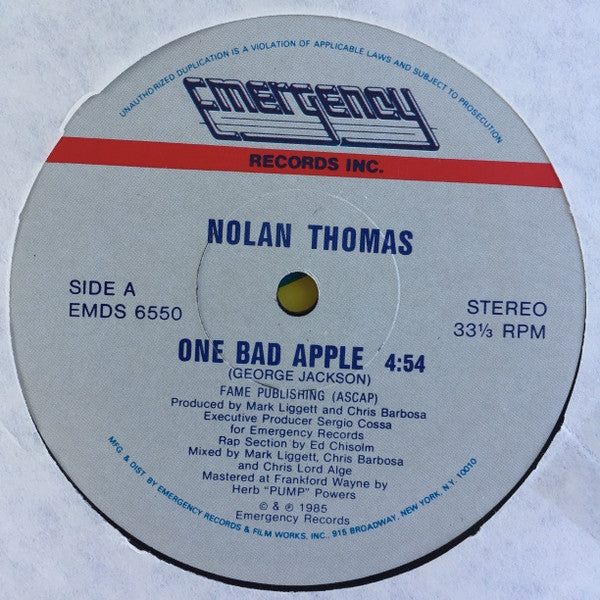 UNAUTHORIZED DUPLICATION IS A VIOLATION OF APPLICABLE LAWS AND SUBJECT TO PROSECUTION
EMERGENCY
RECORDS INC.
NOLAN THOMAS
SIDE A
EMDS 6550
STEREO
33⅓ RPM
ONE BAD APPLE 4:54
(GEORGE JACKSON)
FAME PUBLISHING (ASCAP)
Produced by Mark Liggett and Chris Barbosa
Executive Producer Sergio Cossa
for Emergency Records
Rap Section by Ed Chisolm
Mixed by Mark Liggett, Chris Barbosa
and Chris Lord Alge
Mastered at Frankford Wayne by
Herb "PUMP" Powers
© & ℗ 1985
Emergency Records
MFG. & DIST. BY EMERGENCY RECORDS & FILM WORKS, INC., 915 BROADWAY, NEW YORK, N.Y. 10010